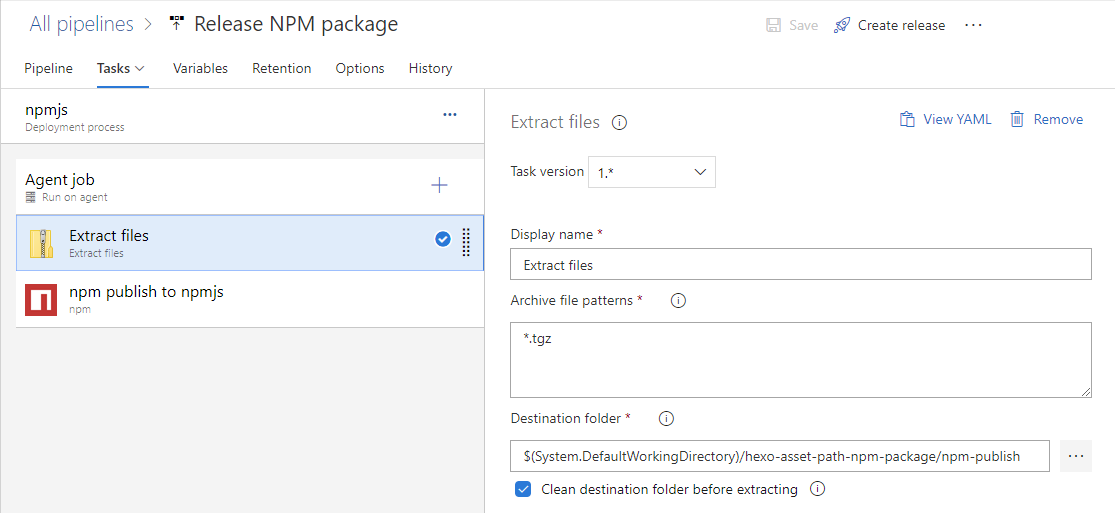 All pipelines > Release NPM package
Save Create release ...
Pipeline Tasks Variables Retention Options History
npmjs
Deployment process
...
Extract files
View YAML Remove
Agent job
Run on agent
Task version 1.*
Extract files
Extract files
npm publish to npmjs
npm
Display name *
Extract files
Archive file patterns *
*.tgz
Destination folder *
$(System.DefaultWorkingDirectory)/hexo-asset-path-npm-package/npm-publish
...
Clean destination folder before extracting